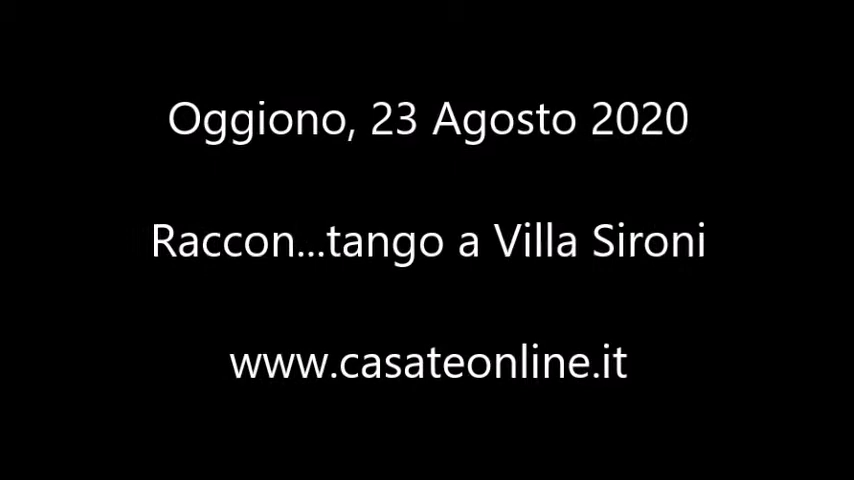 Oggiono, 23 Agosto 2020
Raccon...tango a Villa Sironi
www.casateonline.it